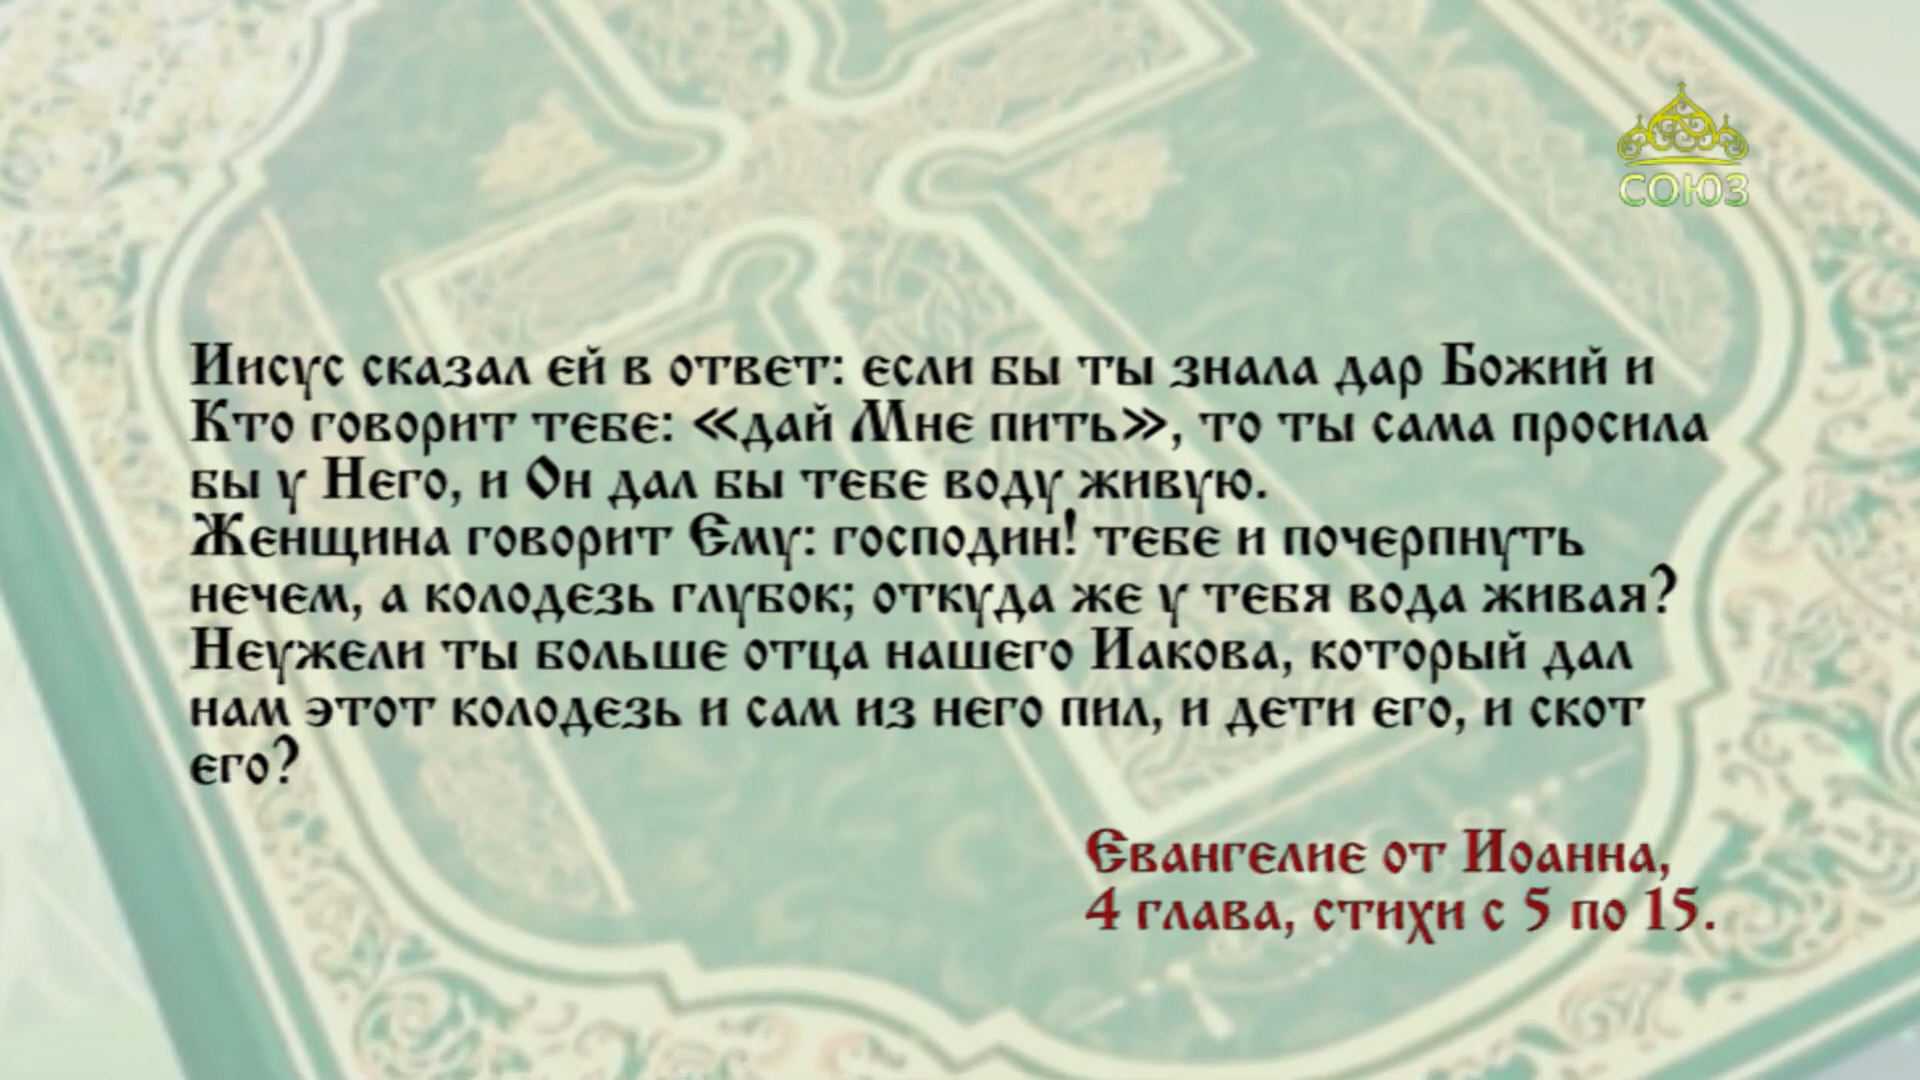 СОЮЗ
Иисус сказал ей в ответ: если бы ты знала дар Божий и
Кто говорит тебе: «дай Мне пить», то ты сама просила
бы у Него, и Он дал бы тебе воду живую.
Женщина говорит Ему: господин! тебе и почерпнуть
нечем, а колодезь глубок; откуда же у тебя вода живая?
Неужели ты больше отца нашего Иакова, который дал
нам этот колодезь и сам из него пил, и дети его, и скот
его?
Евангелие от Иоанна,
4 глава, стихи с 5 по 15.